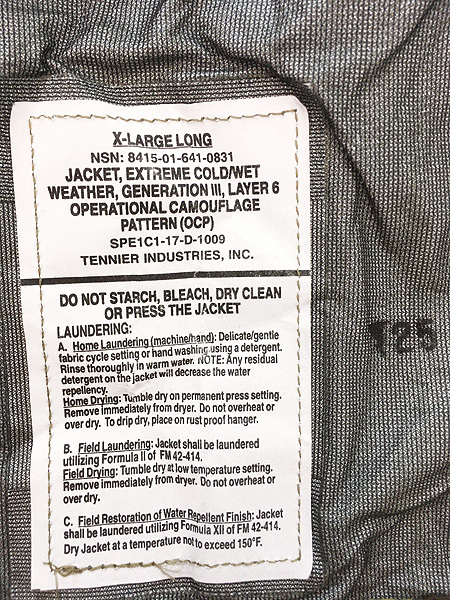 X-LARGE LONG
NSN: 8415-01-641-0831
JACKET, EXTREME COLD/WET
WEATHER, GENERATION III, LAYER 6
OPERATIONAL CAMOUFLAGE
PATTERN (OCP)
SPE1C1-17-D-1009
TENNIER INDUSTRIES, INC.
DO NOT STARCH, BLEACH, DRY CLEAN
OR PRESS THE JACKET
LAUNDERING:
A. Home Laundering (machine/hand): Delicate/gentle
fabric cycle setting or hand washing using a detergent.
Rinse thoroughly in warm water. NOTE: Any residual
detergent on the jacket will decrease the water
repellency.
Home Drying: Tumble dry on permanent press setting.
Remove immediately from dryer. Do not overheat or
over dry. To drip dry, place on rust proof hanger.
B. Field Laundering: Jacket shall be laundered
utilizing Formula II of FM 42-414.
Field Drying: Tumble dry at low temperature setting.
Remove immediately from dryer. Do not overheat or
over dry.
C. Field Restoration of Water Repellent Finish: Jacket
shall be laundered utilizing Formula XII of FM 42-414.
Dry Jacket at a temperature not to exceed 150°F.